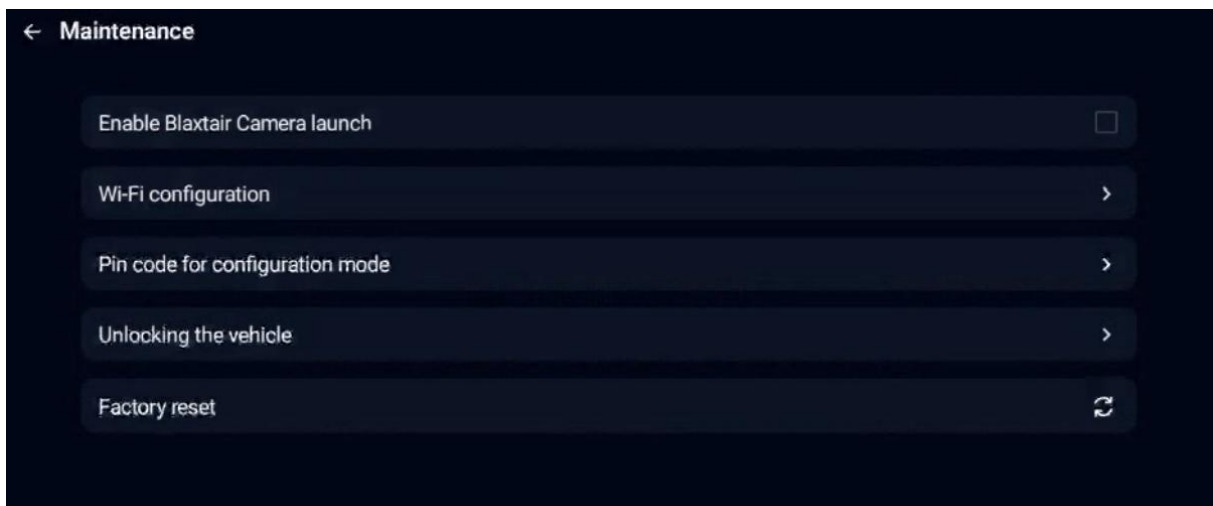 Maintenance
Enable Blaxtair Camera launch
Wi-Fi configuration
Pin code for configuration mode
Unlocking the vehicle
Factory reset